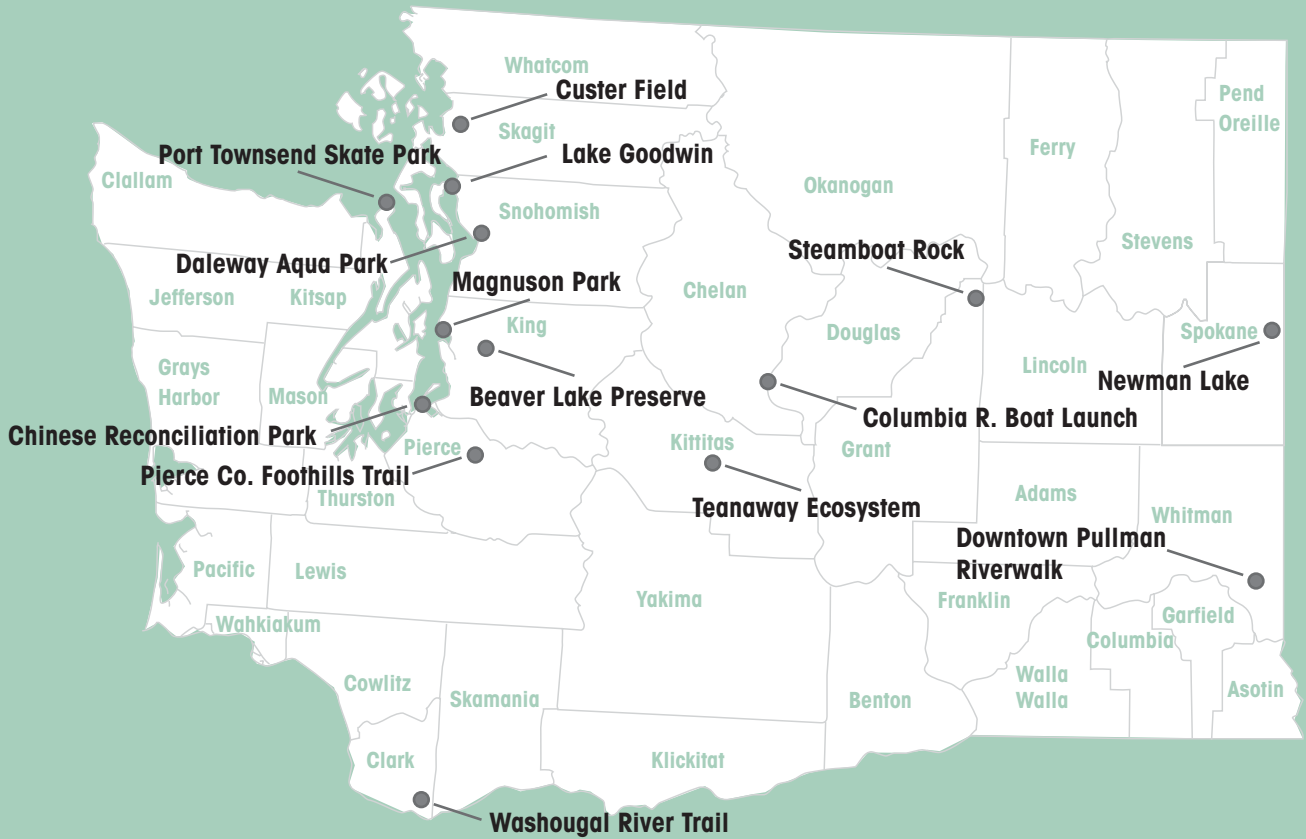 Whatcom
Custer Field
Pend
Oreille
Skagit
Ferry
Port Townsend Skate Park
Lake Goodwin
Clallam
Okanogan
Snohomish
Stevens
Steamboat Rock
Daleway Aqua Park
Magnuson Park
Chelan
Jefferson
Kitsap
King
Douglas
Spokane
Grays
Harbor
Lincoln
Newman Lake
Mason
Beaver Lake Preserve
Columbia R. Boat Launch
Chinese Reconciliation Park
Pierce
Kittitas
Grant
Pierce Co. Foothills Trail
Thurston
Teanaway Ecosystem
Adams
Whitman
Downtown Pullman
Riverwalk
Pacific
Lewis
Yakima
Franklin
Garfield
Wahkiakum
Columbia
Cowlitz
Skamania
Walla
Walla
Benton
Asotin
Clark
Klickitat
Washougal River Trail